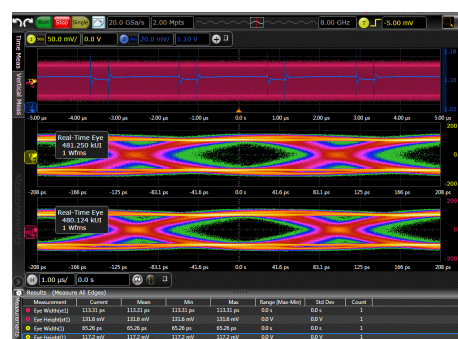 Run Stop Single 20.0 GSa/s 2.00 Mpts 8.00 GHz T -5.00 mV
1 50.0 mV/ 0.0 V 20.0 mV/ 1.10 V
Time Meas
Vertical Meas
1.18
1.10
1.02
-5.00 µs -4.00 µs -3.00 µs -2.00 µs -1.00 µs 0.0 s 1.00 µs 2.00 µs 3.00 µs 4.00 µs 5.00 µs
200
Real-Time Eye
481.250 kUI
1 Wfms
0.0
-200
-208 ps -166 ps -125 ps -83.1 ps -41.6 ps 0.0 s 41.6 ps 83.1 ps 125 ps 166 ps 208 ps
200
Real-Time Eye
480.124 kUI
1 Wfms
-200
-208 ps -166 ps -125 ps -83.1 ps -41.6 ps 0.0 s 41.6 ps 83.1 ps 125 ps 166 ps 208 ps
H 1.00 µs/ 0.0 s
Results (Measure All Edges)
Measurements
Measurement Current Mean Min Max Range (Max-Min) Std Dev Count
Eye Width(xt1) 113.31 ps 113.31 ps 113.31 ps 113.31 ps 0.0 s 0.0 s 1
Eye Height(xt1) 131.6 mV 131.6 mV 131.6 mV 131.6 mV 0.0 V 0.0 V 1
Eye Width(1) 65.26 ps 65.26 ps 65.26 ps 65.26 ps 0.0 s 0.0 s 1
Eye Height(1) 117.2 mV 117.2 mV 117.2 mV 117.2 mV 0.0 V 0.0 V 1